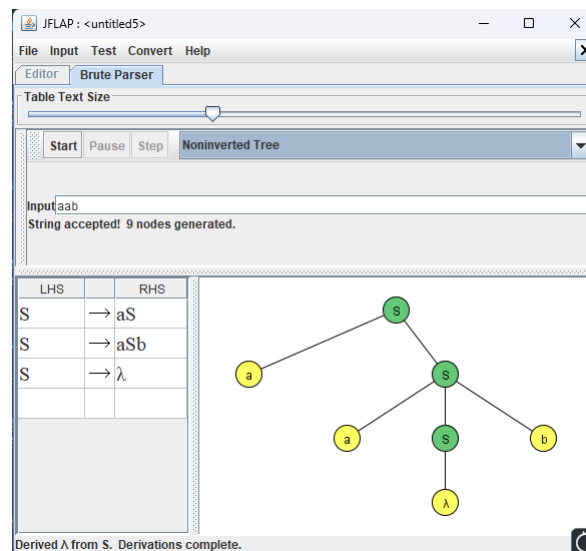 JFLAP : <untitled5>
File Input Test Convert Help
Editor Brute Parser
Table Text Size
Start Pause Step Noninverted Tree
Input aab
String accepted! 9 nodes generated.
LHS RHS
S → aS
S → aSb
S → λ
S
a S
a S b
λ
Derived λ from S. Derivations complete.